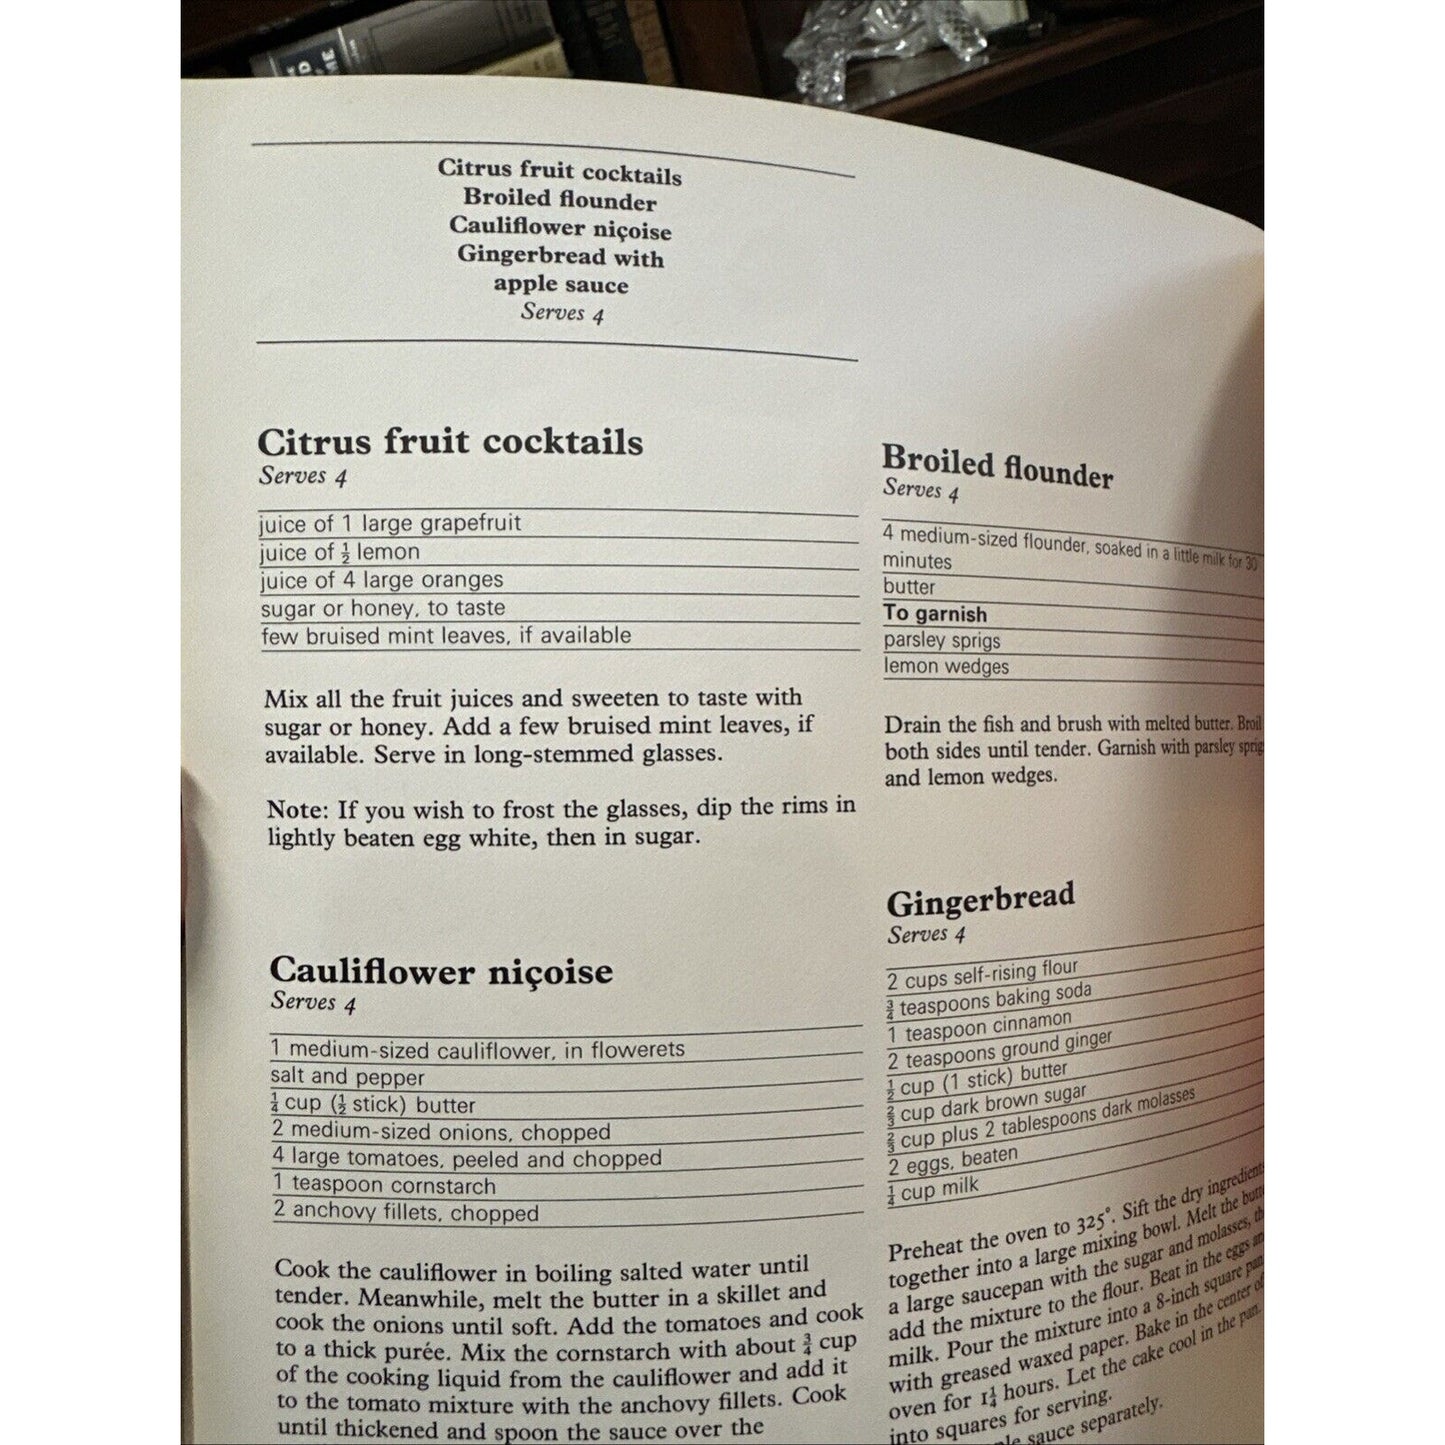 Citrus fruit cocktails
Broiled flounder
Cauliflower niçoise
Gingerbread with
apple sauce
Serves 4
Citrus fruit cocktails
Serves 4
juice of 1 large grapefruit
juice of ½ lemon
juice of 4 large oranges
sugar or honey, to taste
few bruised mint leaves, if available
Mix all the fruit juices and sweeten to taste with
sugar or honey. Add a few bruised mint leaves, if
available. Serve in long-stemmed glasses.
Note: If you wish to frost the glasses, dip the rims in
lightly beaten egg white, then in sugar.
Cauliflower niçoise
Serves 4
1 medium-sized cauliflower, in flowerets
salt and pepper
¼ cup (½ stick) butter
2 medium-sized onions, chopped
4 large tomatoes, peeled and chopped
1 teaspoon cornstarch
2 anchovy fillets, chopped
Cook the cauliflower in boiling salted water until
tender. Meanwhile, melt the butter in a skillet and
cook the onions until soft. Add the tomatoes and cook
to a thick purée. Mix the cornstarch with about ¾ cup
of the cooking liquid from the cauliflower and add it
to the tomato mixture with the anchovy fillets. Cook
until thickened and spoon the sauce over the
Broiled flounder
Serves 4
4 medium-sized flounder, soaked in a little milk for 30
minutes
butter
To garnish
parsley sprigs
lemon wedges
Drain the fish and brush with melted butter. Broil
both sides until tender. Garnish with parsley sprigs
and lemon wedges.
Gingerbread
Serves 4
2 cups self-rising flour
¾ teaspoons baking soda
1 teaspoon cinnamon
2 teaspoons ground ginger
½ cup (1 stick) butter
⅔ cup dark brown sugar
⅔ cup plus 2 tablespoons dark molasses
2 eggs, beaten
¼ cup milk
Preheat the oven to 325°. Sift the dry ingredients
together into a large mixing bowl. Melt the butter
a large saucepan with the sugar and molasses,
add the mixture to the flour. Beat in the eggs
milk. Pour the mixture into a 8-inch square pan
with greased waxed paper. Bake in the center of
oven for 1¼ hours. Let the cake cool in the pan.
into squares for serving.
sauce separately.